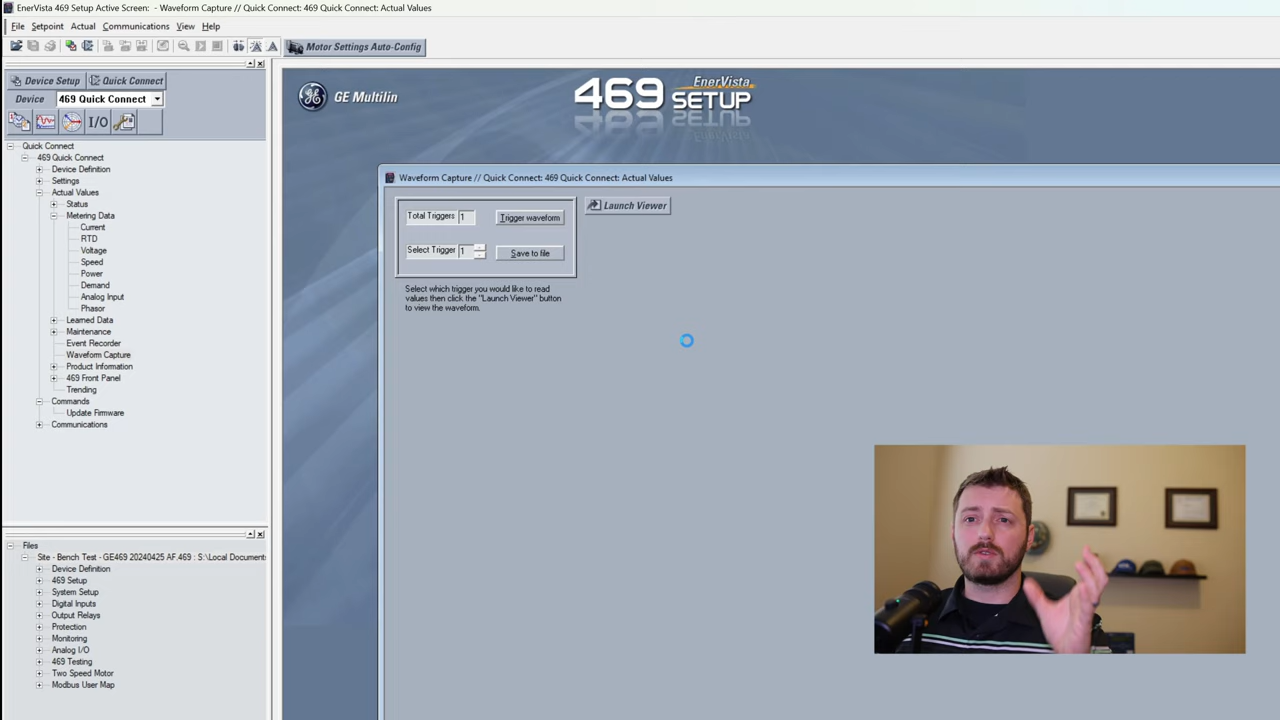 EnerVista 469 Setup Active Screen:  - Waveform Capture // Quick Connect: 469 Quick Connect: Actual Values
File Setpoint Actual Communications View Help
Motor Settings Auto-Config
Device Setup Quick Connect
Device 469 Quick Connect
I/O
Quick Connect
469 Quick Connect
Device Definition
Settings
Actual Values
Status
Metering Data
Current
RTD
Voltage
Speed
Power
Demand
Analog Input
Phasor
Learned Data
Maintenance
Event Recorder
Waveform Capture
Product Information
469 Front Panel
Trending
Commands
Update Firmware
Communications
Files
Site - Bench Test - GE469 20240425 AF.469 : S:\Local Document
Device Definition
469 Setup
System Setup
Digital Inputs
Output Relays
Protection
Monitoring
Analog I/O
469 Testing
Two Speed Motor
Modbus User Map
GE Multilin
EnerVista
469 SETUP
Waveform Capture // Quick Connect: 469 Quick Connect: Actual Values
Total Triggers 1 Trigger waveform
Launch Viewer
Select Trigger 1 Save to file
Select which trigger you would like to read
values then click the "Launch Viewer" button
to view the waveform.